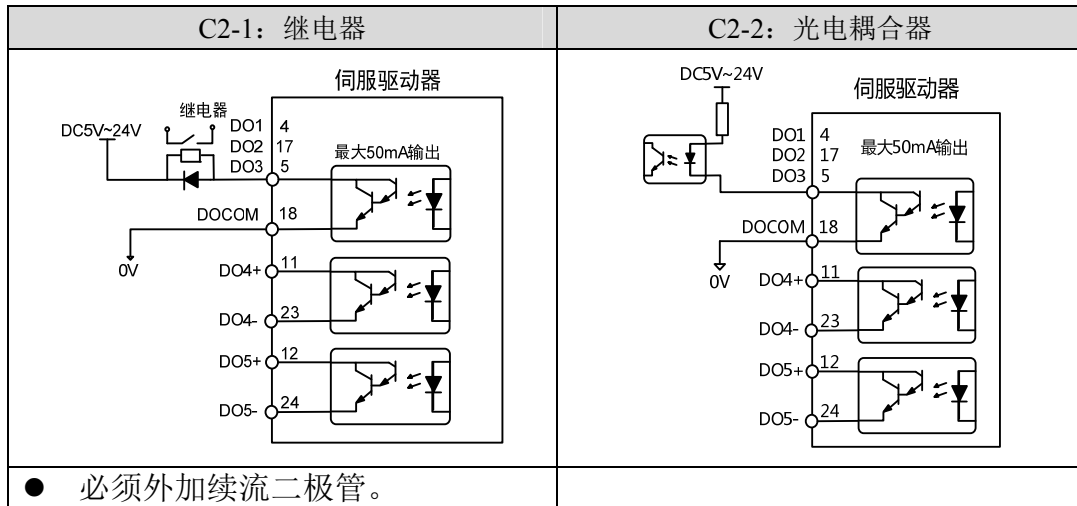 C2-1：继电器
C2-2：光电耦合器
伺服驱动器
继电器
DC5V~24V
DO1 4
DO2 17
DO3 5
最大50mA输出
DOCOM 18
0V
DO4+ 11
DO4- 23
DO5+ 12
DO5- 24
DC5V~24V
伺服驱动器
DO1 4
DO2 17
DO3 5
最大50mA输出
DOCOM 18
0V
DO4+ 11
DO4- 23
DO5+ 12
DO5- 24
● 必须外加续流二极管。